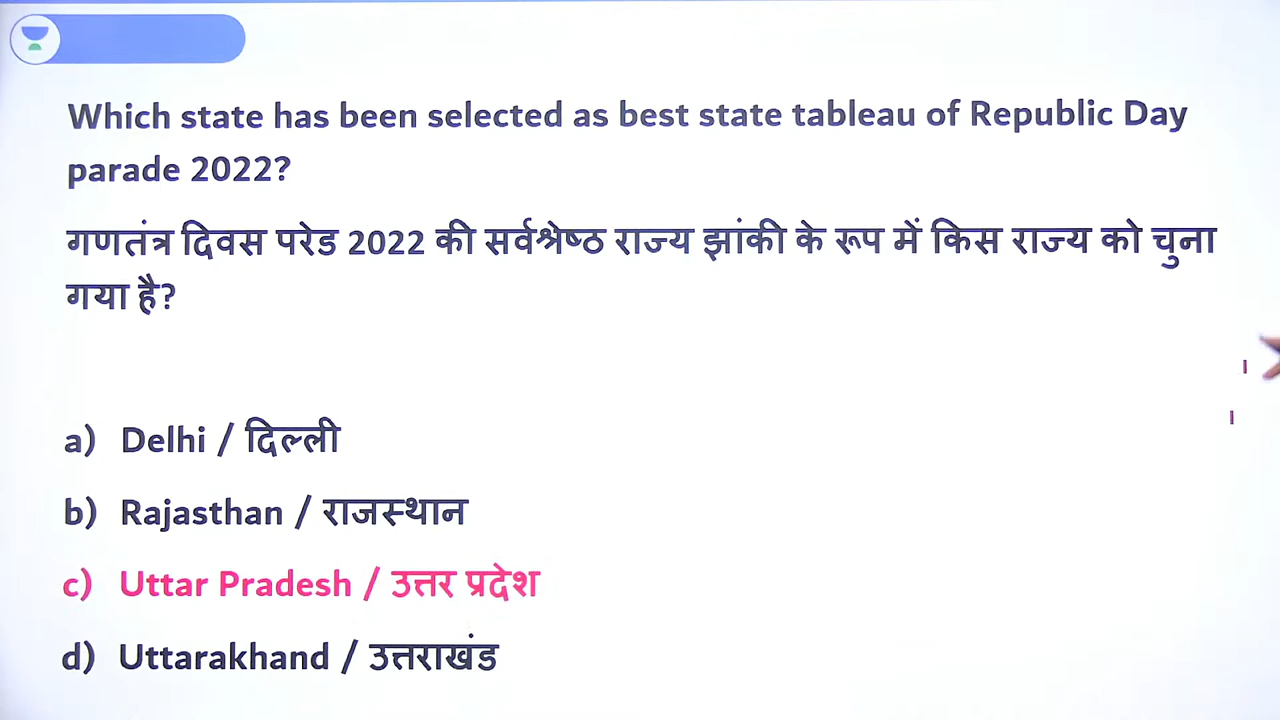 Which state has been selected as best state tableau of Republic Day
parade 2022?
गणतंत्र दिवस परेड 2022 की सर्वश्रेष्ठ राज्य झांकी के रूप में किस राज्य को चुना
गया है?
a) Delhi / दिल्ली
b) Rajasthan / राजस्थान
c) Uttar Pradesh / उत्तर प्रदेश
d) Uttarakhand / उत्तराखंड